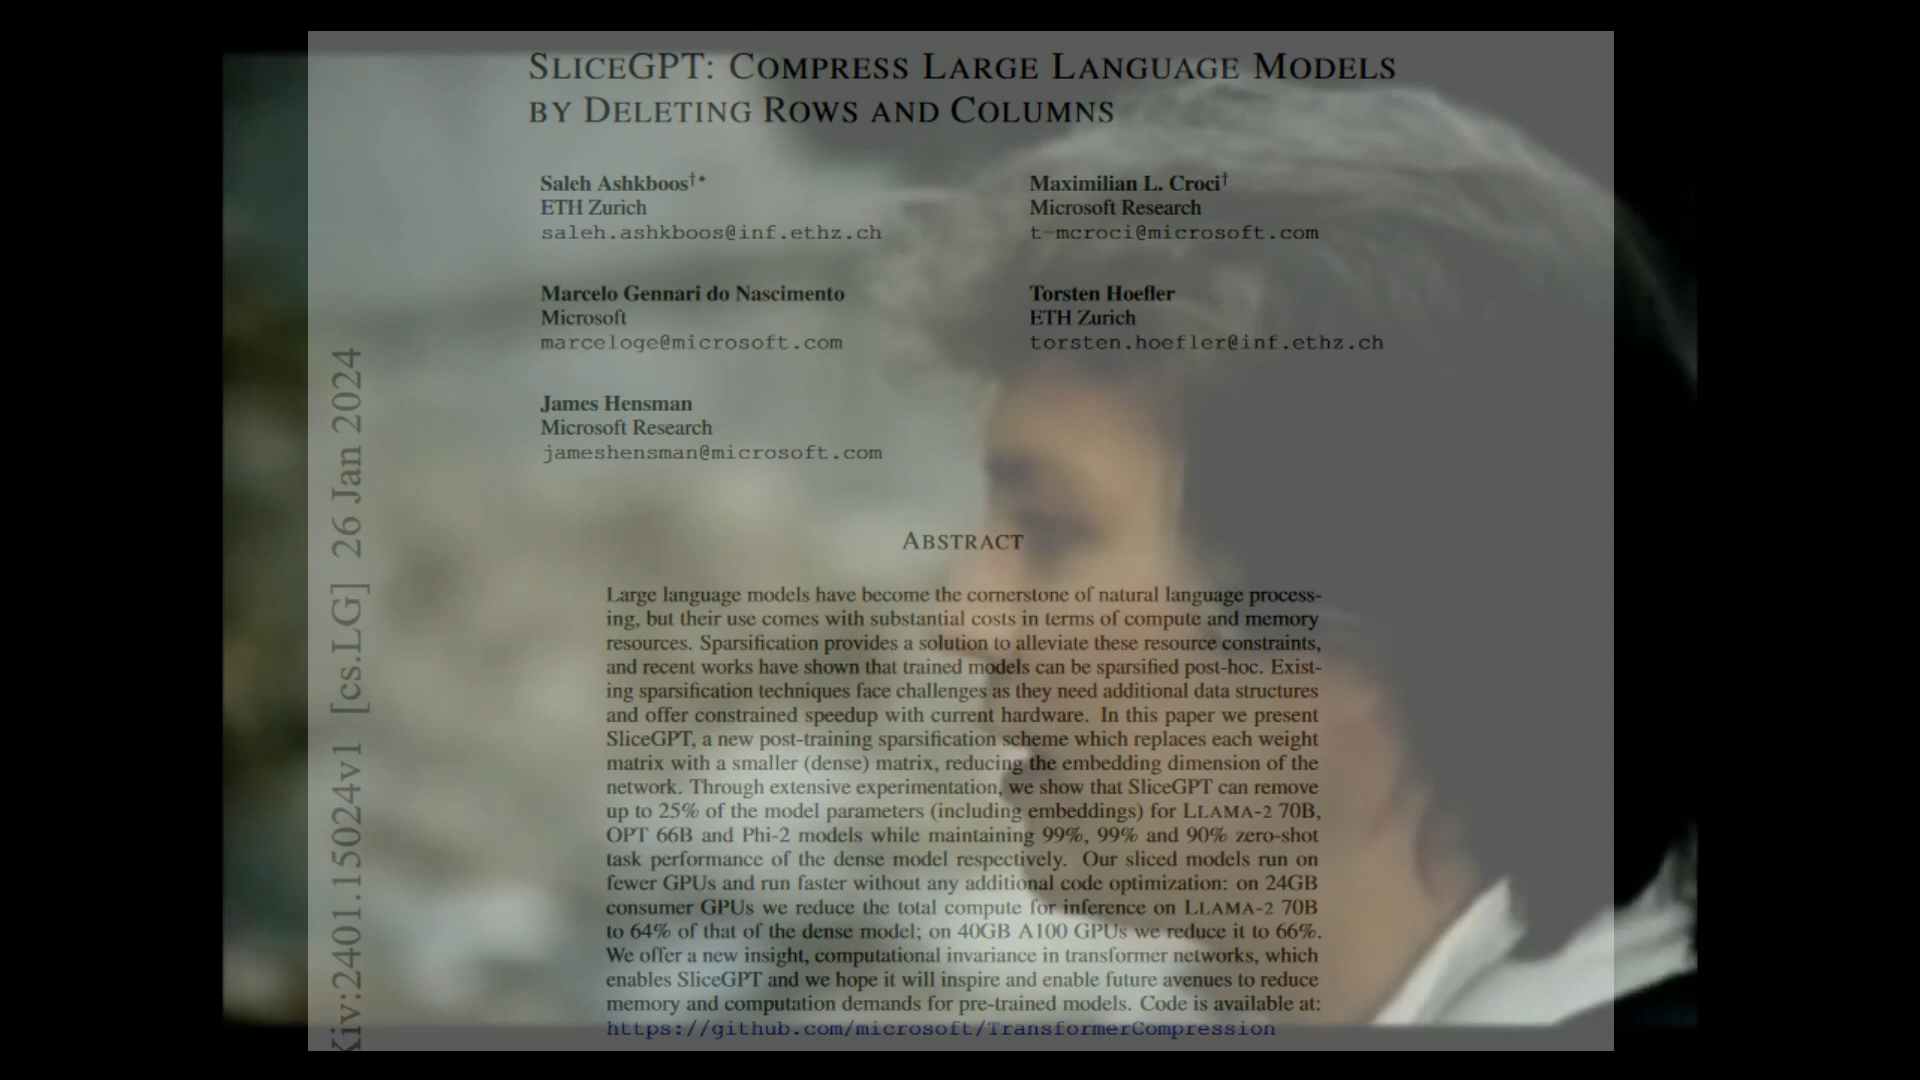 SLICEGPT: COMPRESS LARGE LANGUAGE MODELS
BY DELETING ROWS AND COLUMNS
Saleh Ashkboos†*
ETH Zurich
saleh.ashkboos@inf.ethz.ch
Maximilian L. Croci†
Microsoft Research
t-mcroci@microsoft.com
Marcelo Gennari do Nascimento
Microsoft
marceloge@microsoft.com
Torsten Hoefler
ETH Zurich
torsten.hoefler@inf.ethz.ch
James Hensman
Microsoft Research
jameshensman@microsoft.com
ABSTRACT
Large language models have become the cornerstone of natural language process-
ing, but their use comes with substantial costs in terms of compute and memory
resources. Sparsification provides a solution to alleviate these resource constraints,
and recent works have shown that trained models can be sparsified post-hoc. Exist-
ing sparsification techniques face challenges as they need additional data structures
and offer constrained speedup with current hardware. In this paper we present
SliceGPT, a new post-training sparsification scheme which replaces each weight
matrix with a smaller (dense) matrix, reducing the embedding dimension of the
network. Through extensive experimentation, we show that SliceGPT can remove
up to 25% of the model parameters (including embeddings) for LLAMA-2 70B,
OPT 66B and Phi-2 models while maintaining 99%, 99% and 90% zero-shot
task performance of the dense model respectively. Our sliced models run on
fewer GPUs and run faster without any additional code optimization: on 24GB
consumer GPUs we reduce the total compute for inference on LLAMA-2 70B
to 64% of that of the dense model; on 40GB A100 GPUs we reduce it to 66%.
We offer a new insight, computational invariance in transformer networks, which
enables SliceGPT and we hope it will inspire and enable future avenues to reduce
memory and computation demands for pre-trained models. Code is available at:
https://github.com/microsoft/TransformerCompression
Xiv:2401.15024v1 [cs.LG] 26 Jan 2024